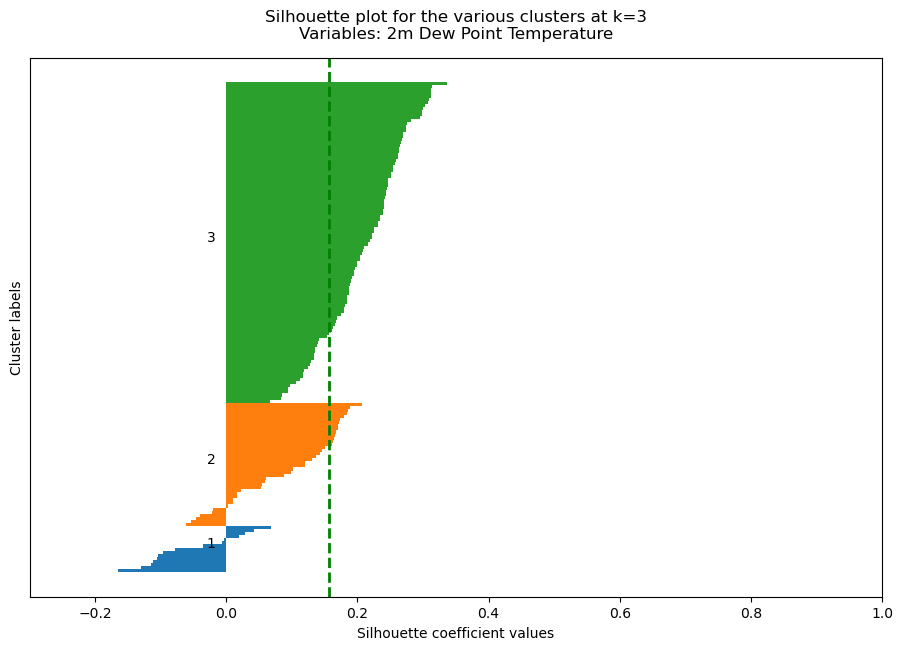 Silhouette plot for the various clusters at k=3
Variables: 2m Dew Point Temperature
Cluster labels
3
2
1
−0.2
0.0
0.2
0.4
0.6
0.8
1.0
Silhouette coefficient values